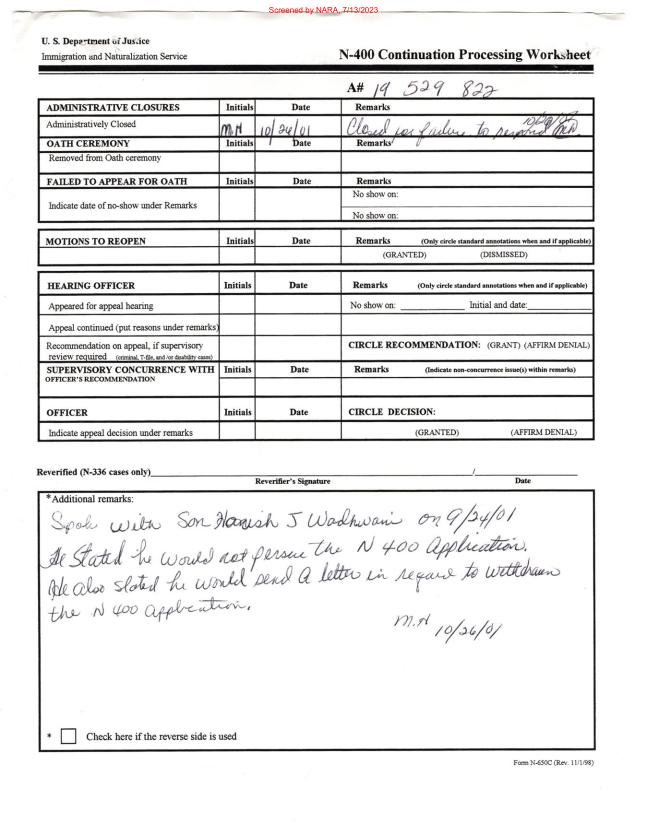 Screened by NARA, 7/13/2023
U. S. Department of Justice
Immigration and Naturalization Service N-400 Continuation Processing Worksheet
A# 19 529 822
ADMINISTRATIVE CLOSURES Initials Date Remarks
Administratively Closed M.N 10/26/01 Closed for failure to respond
OATH CEREMONY Initials Date Remarks
Removed from Oath ceremony
FAILED TO APPEAR FOR OATH Initials Date Remarks
No show on:
Indicate date of no-show under Remarks
No show on:
MOTIONS TO REOPEN Initials Date Remarks (Only circle standard annotations when and if applicable)
(GRANTED) (DISMISSED)
HEARING OFFICER Initials Date Remarks (Only circle standard annotations when and if applicable)
Appeared for appeal hearing No show on: Initial and date:
Appeal continued (put reasons under remarks)
Recommendation on appeal, if supervisory CIRCLE RECOMMENDATION: (GRANT) (AFFIRM DENIAL)
review required (criminal, T-file, and /or disability cases)
SUPERVISORY CONCURRENCE WITH Initials Date Remarks (Indicate non-concurrence issue(s) within remarks)
OFFICER'S RECOMMENDATION
OFFICER Initials Date CIRCLE DECISION:
Indicate appeal decision under remarks (GRANTED) (AFFIRM DENIAL)
Reverified (N-336 cases only) /
Reverifier's Signature Date
*Additional remarks:
Spoke with Son Harish J Wadhwani on 9/24/01
He Stated he would not persue the N 400 Application.
He also stated he would send A letter in regard to withdrawn
the N 400 application.
M.N 10/26/01
* Check here if the reverse side is used
Form N-650C (Rev. 11/1/98)